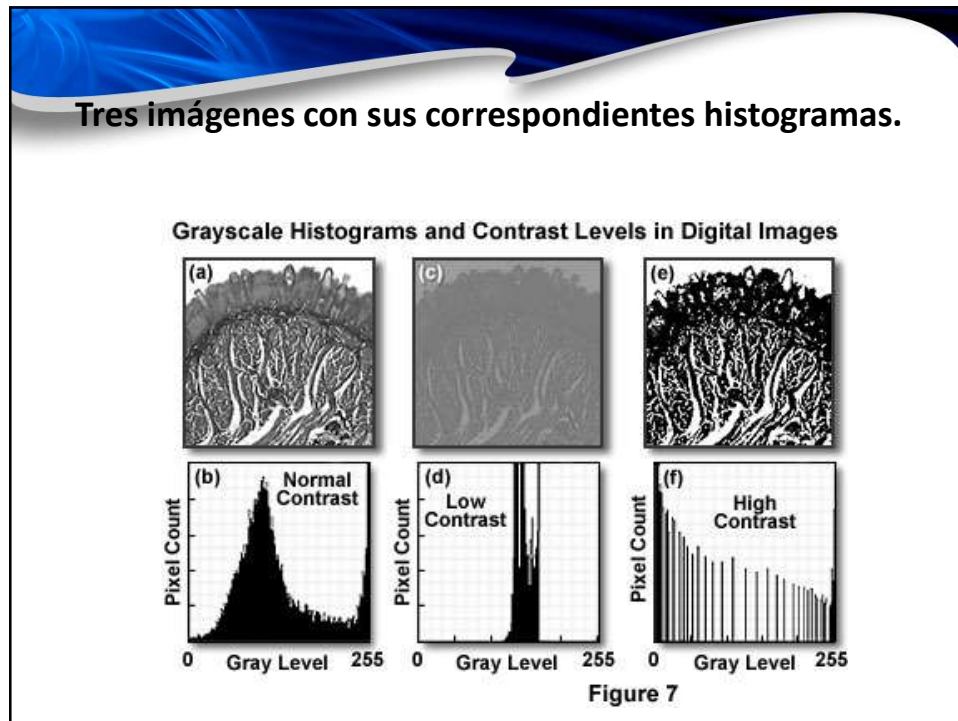 Tres imágenes con sus correspondientes histogramas.
Grayscale Histograms and Contrast Levels in Digital Images
(a)
(c)
(e)
(b)
Normal
Contrast
Pixel Count
0
Gray Level
255
(d)
Low
Contrast
0
Gray Level
255
(f)
High
Contrast
Pixel Count
0
Gray Level
255
Figure 7